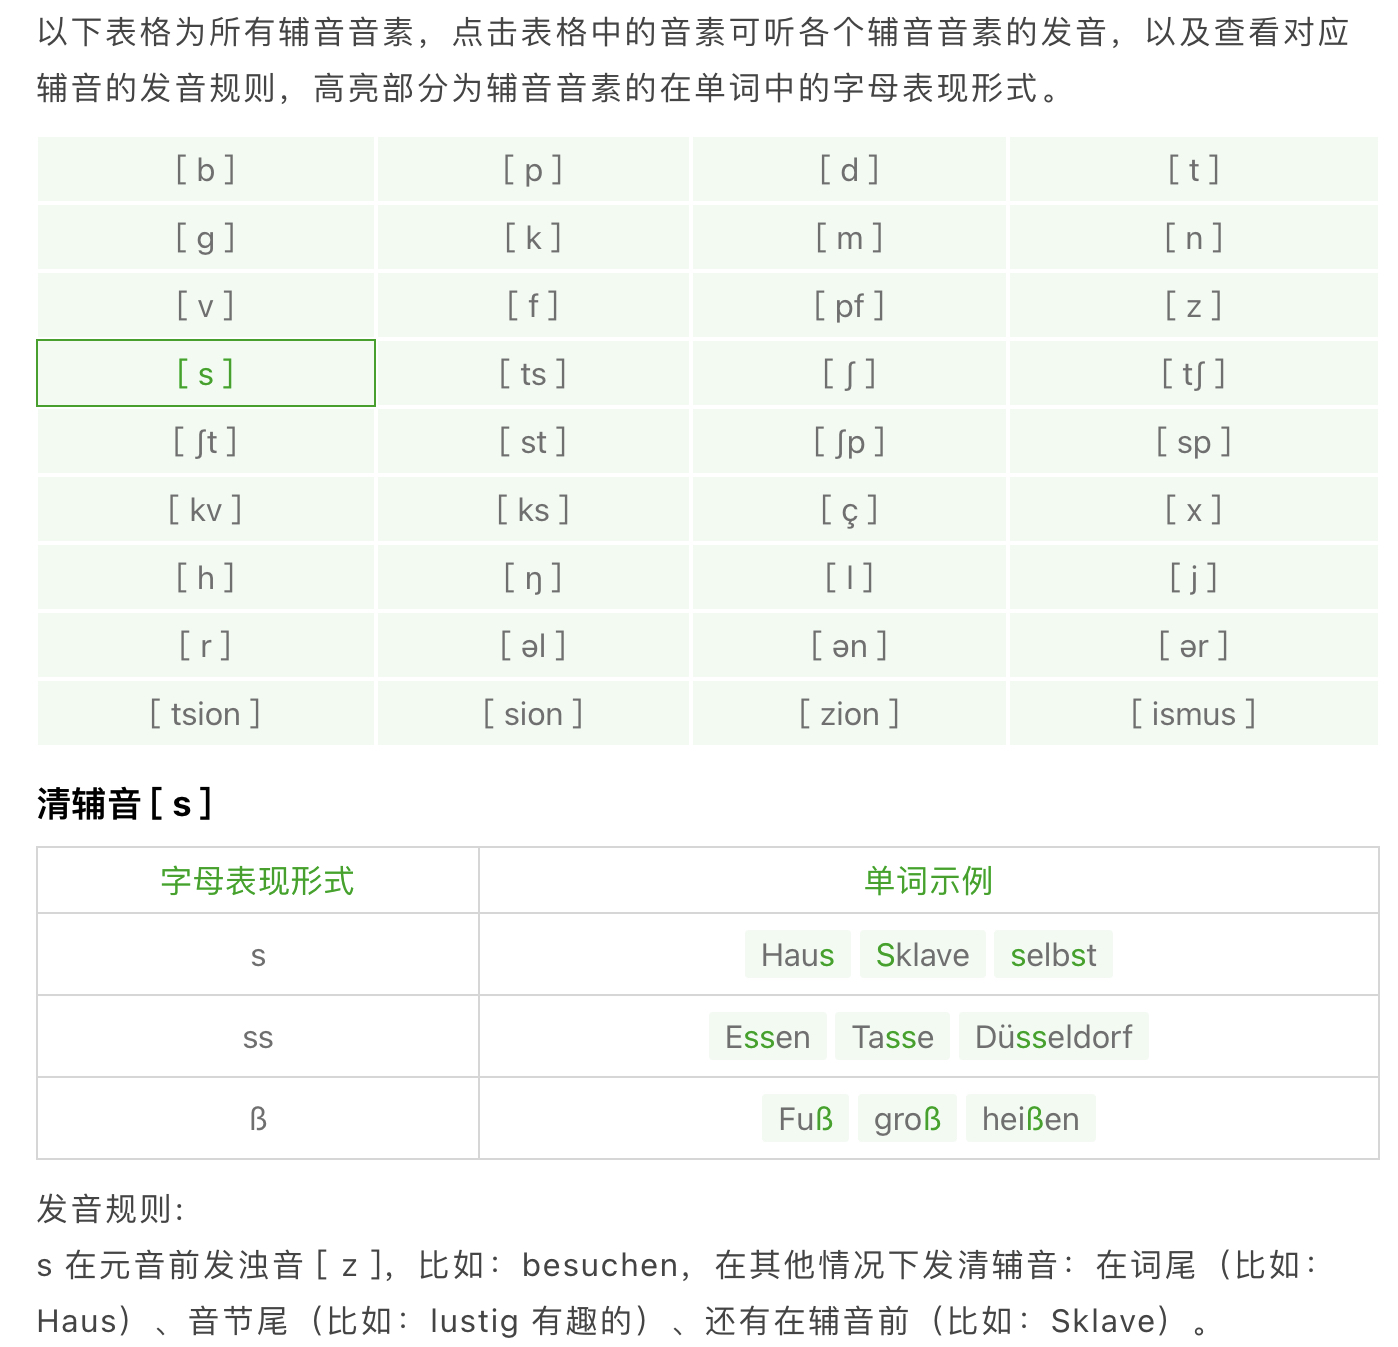 以下表格为所有辅音音素，点击表格中的音素可听各个辅音音素的发音，以及查看对应
辅音的发音规则，高亮部分为辅音音素的在单词中的字母表现形式。
[ b ] [ p ] [ d ] [ t ]
[ g ] [ k ] [ m ] [ n ]
[ v ] [ f ] [ pf ] [ z ]
[ s ] [ ts ] [ ʃ ] [ tʃ ]
[ ʃt ] [ st ] [ ʃp ] [ sp ]
[ kv ] [ ks ] [ ç ] [ x ]
[ h ] [ ŋ ] [ l ] [ j ]
[ r ] [ əl ] [ ən ] [ ər ]
[ tsion ] [ sion ] [ zion ] [ ismus ]
清辅音 [ s ]
字母表现形式 单词示例
s Haus Sklave selbst
ss Essen Tasse Düsseldorf
ß Fuß groß heißen
发音规则：
s 在元音前发浊音 [ z ]，比如：besuchen，在其他情况下发清辅音：在词尾（比如：
Haus）、音节尾（比如：lustig 有趣的）、还有在辅音前（比如：Sklave）。